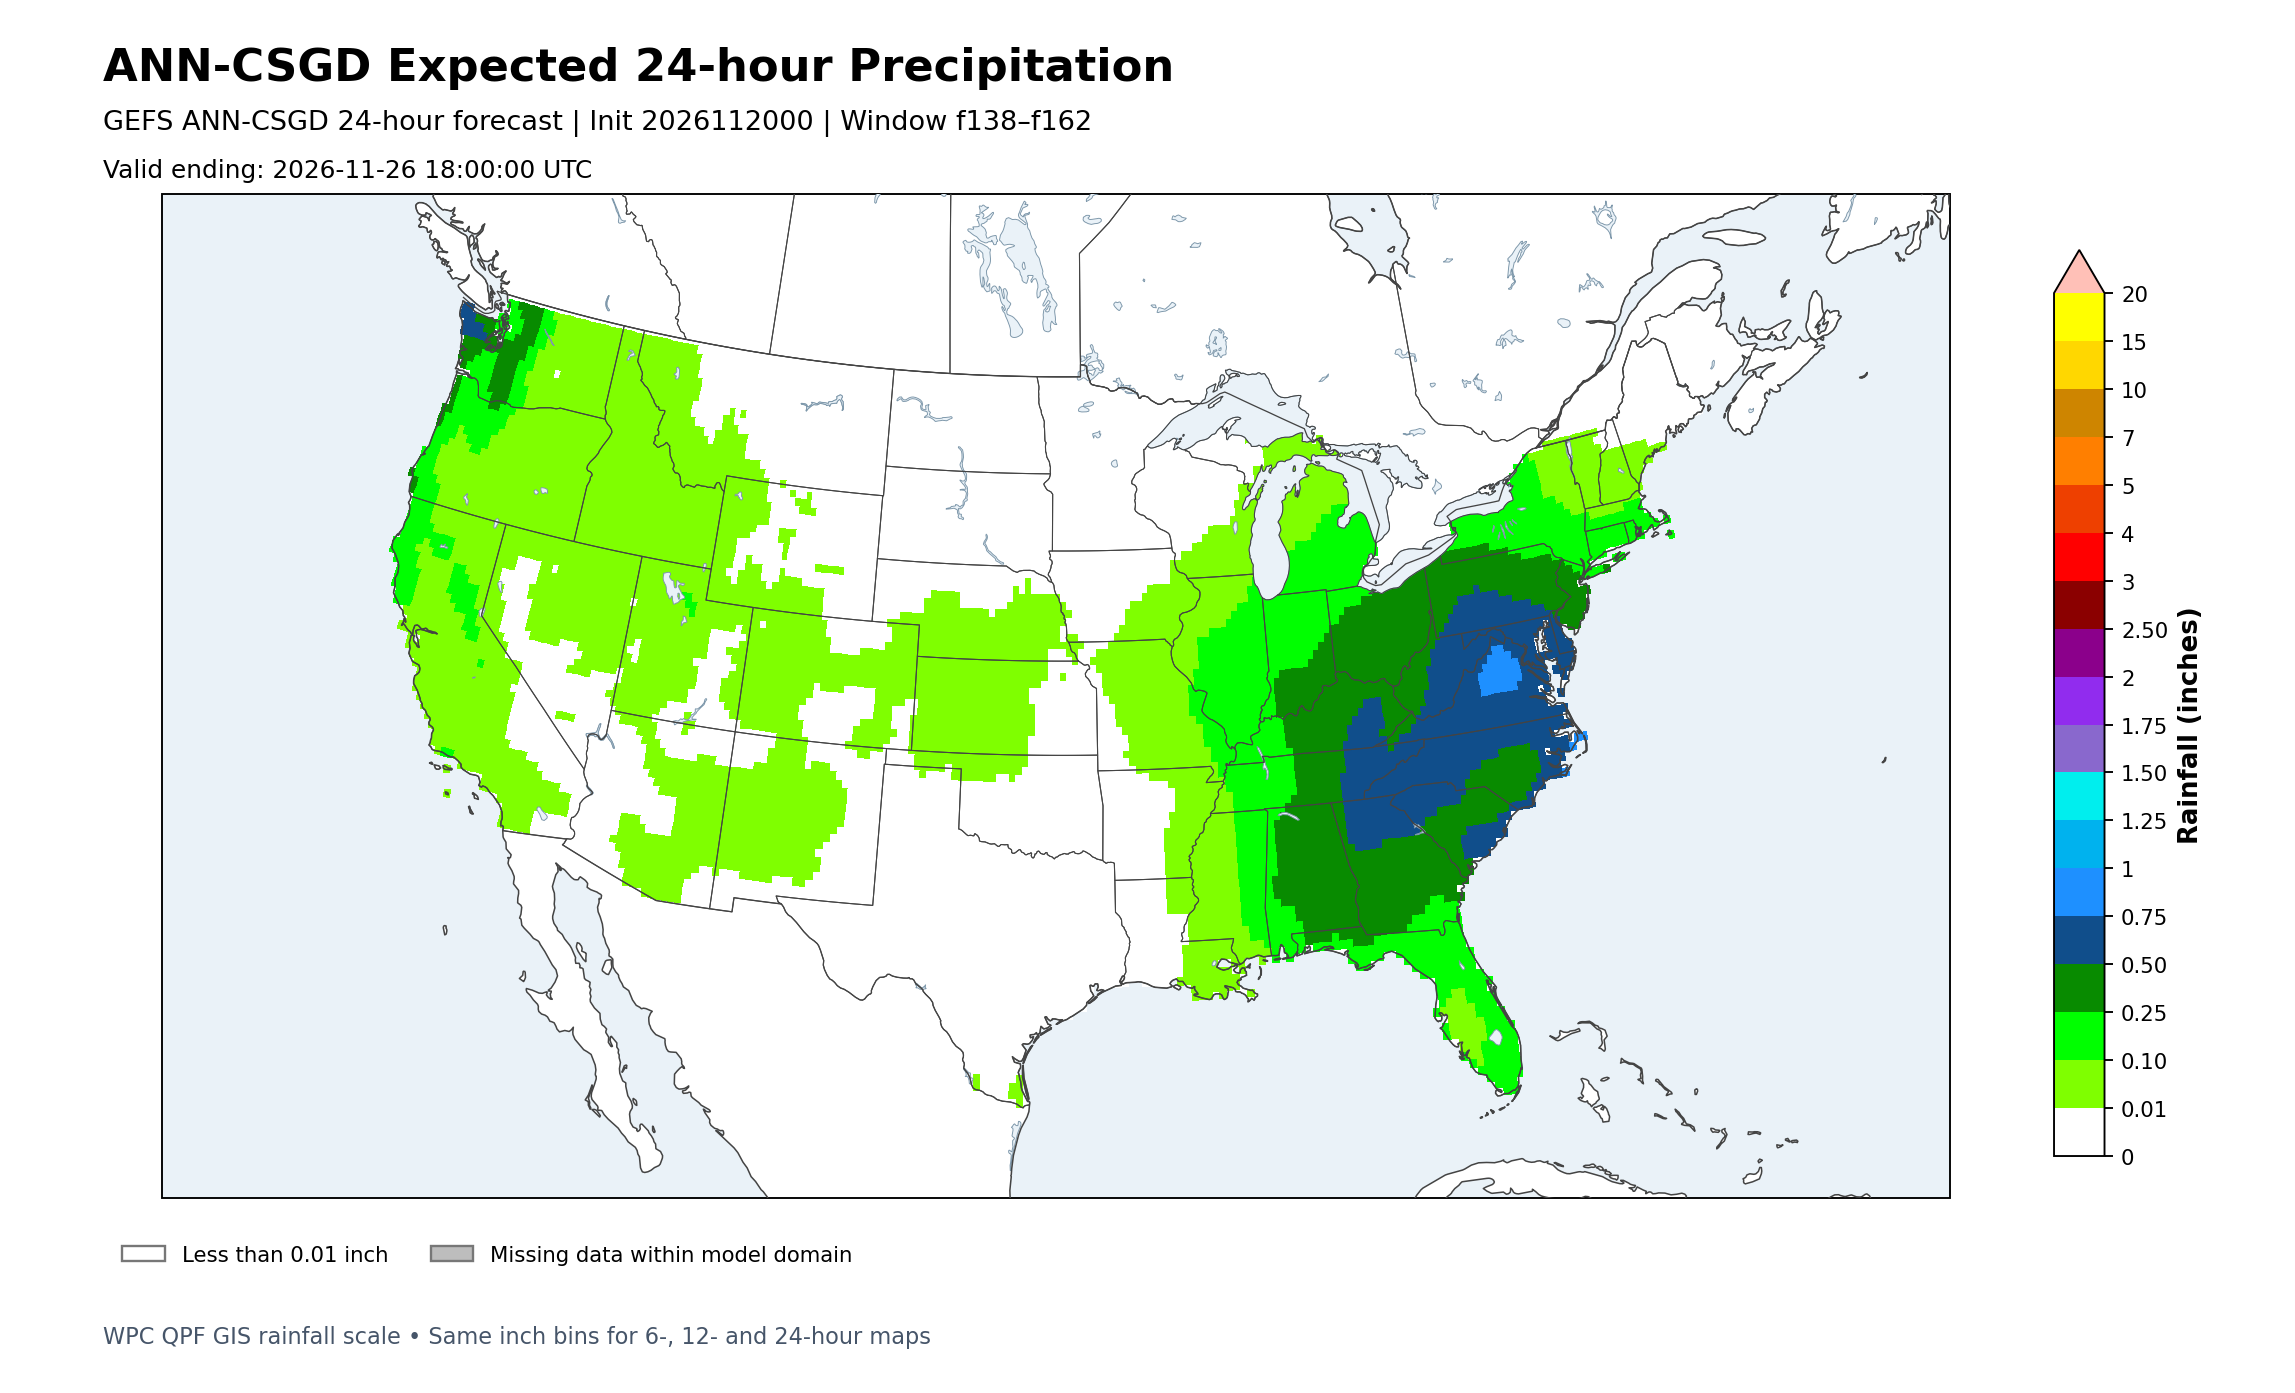 ANN-CSGD Expected 24-hour Precipitation
GEFS ANN-CSGD 24-hour forecast | Init 2026112000 | Window f138–f162
Valid ending: 2026-11-26 18:00:00 UTC
20
15
10
7
5
4
3
2.50
2
1.75
1.50
1.25
1
0.75
0.50
0.25
0.10
0.01
0
Rainfall (inches)
Less than 0.01 inch
Missing data within model domain
WPC QPF GIS rainfall scale • Same inch bins for 6-, 12- and 24-hour maps